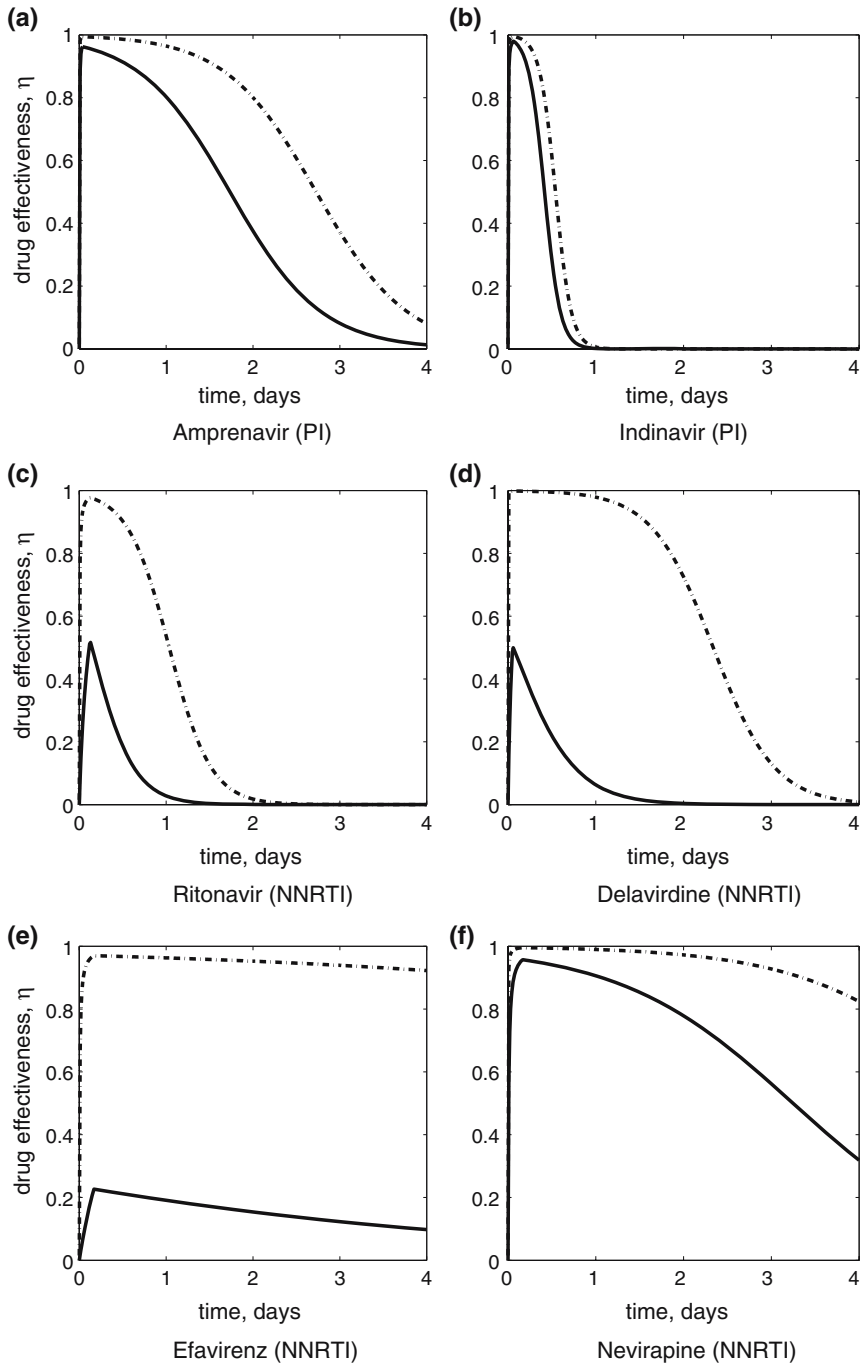 (a)
1
0.8
0.6
0.4
0.2
0
drug effectiveness, η
0 1 2 3 4
time, days
Amprenavir (PI)
(b)
1
0.8
0.6
0.4
0.2
0
0 1 2 3 4
time, days
Indinavir (PI)
(c)
1
0.8
0.6
0.4
0.2
0
drug effectiveness, η
0 1 2 3 4
time, days
Ritonavir (NNRTI)
(d)
1
0.8
0.6
0.4
0.2
0
0 1 2 3 4
time, days
Delavirdine (NNRTI)
(e)
1
0.8
0.6
0.4
0.2
0
drug effectiveness, η
0 1 2 3 4
time, days
Efavirenz (NNRTI)
(f)
1
0.8
0.6
0.4
0.2
0
0 1 2 3 4
time, days
Nevirapine (NNRTI)